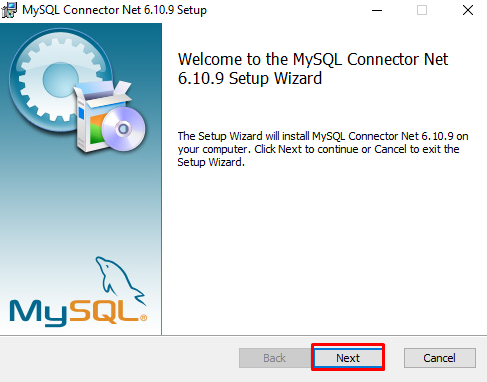 MySQL Connector Net 6.10.9 Setup
Welcome to the MySQL Connector Net
6.10.9 Setup Wizard
The Setup Wizard will install MySQL Connector Net 6.10.9 on
your computer. Click Next to continue or Cancel to exit the
Setup Wizard.
MySQL®
Back Next Cancel